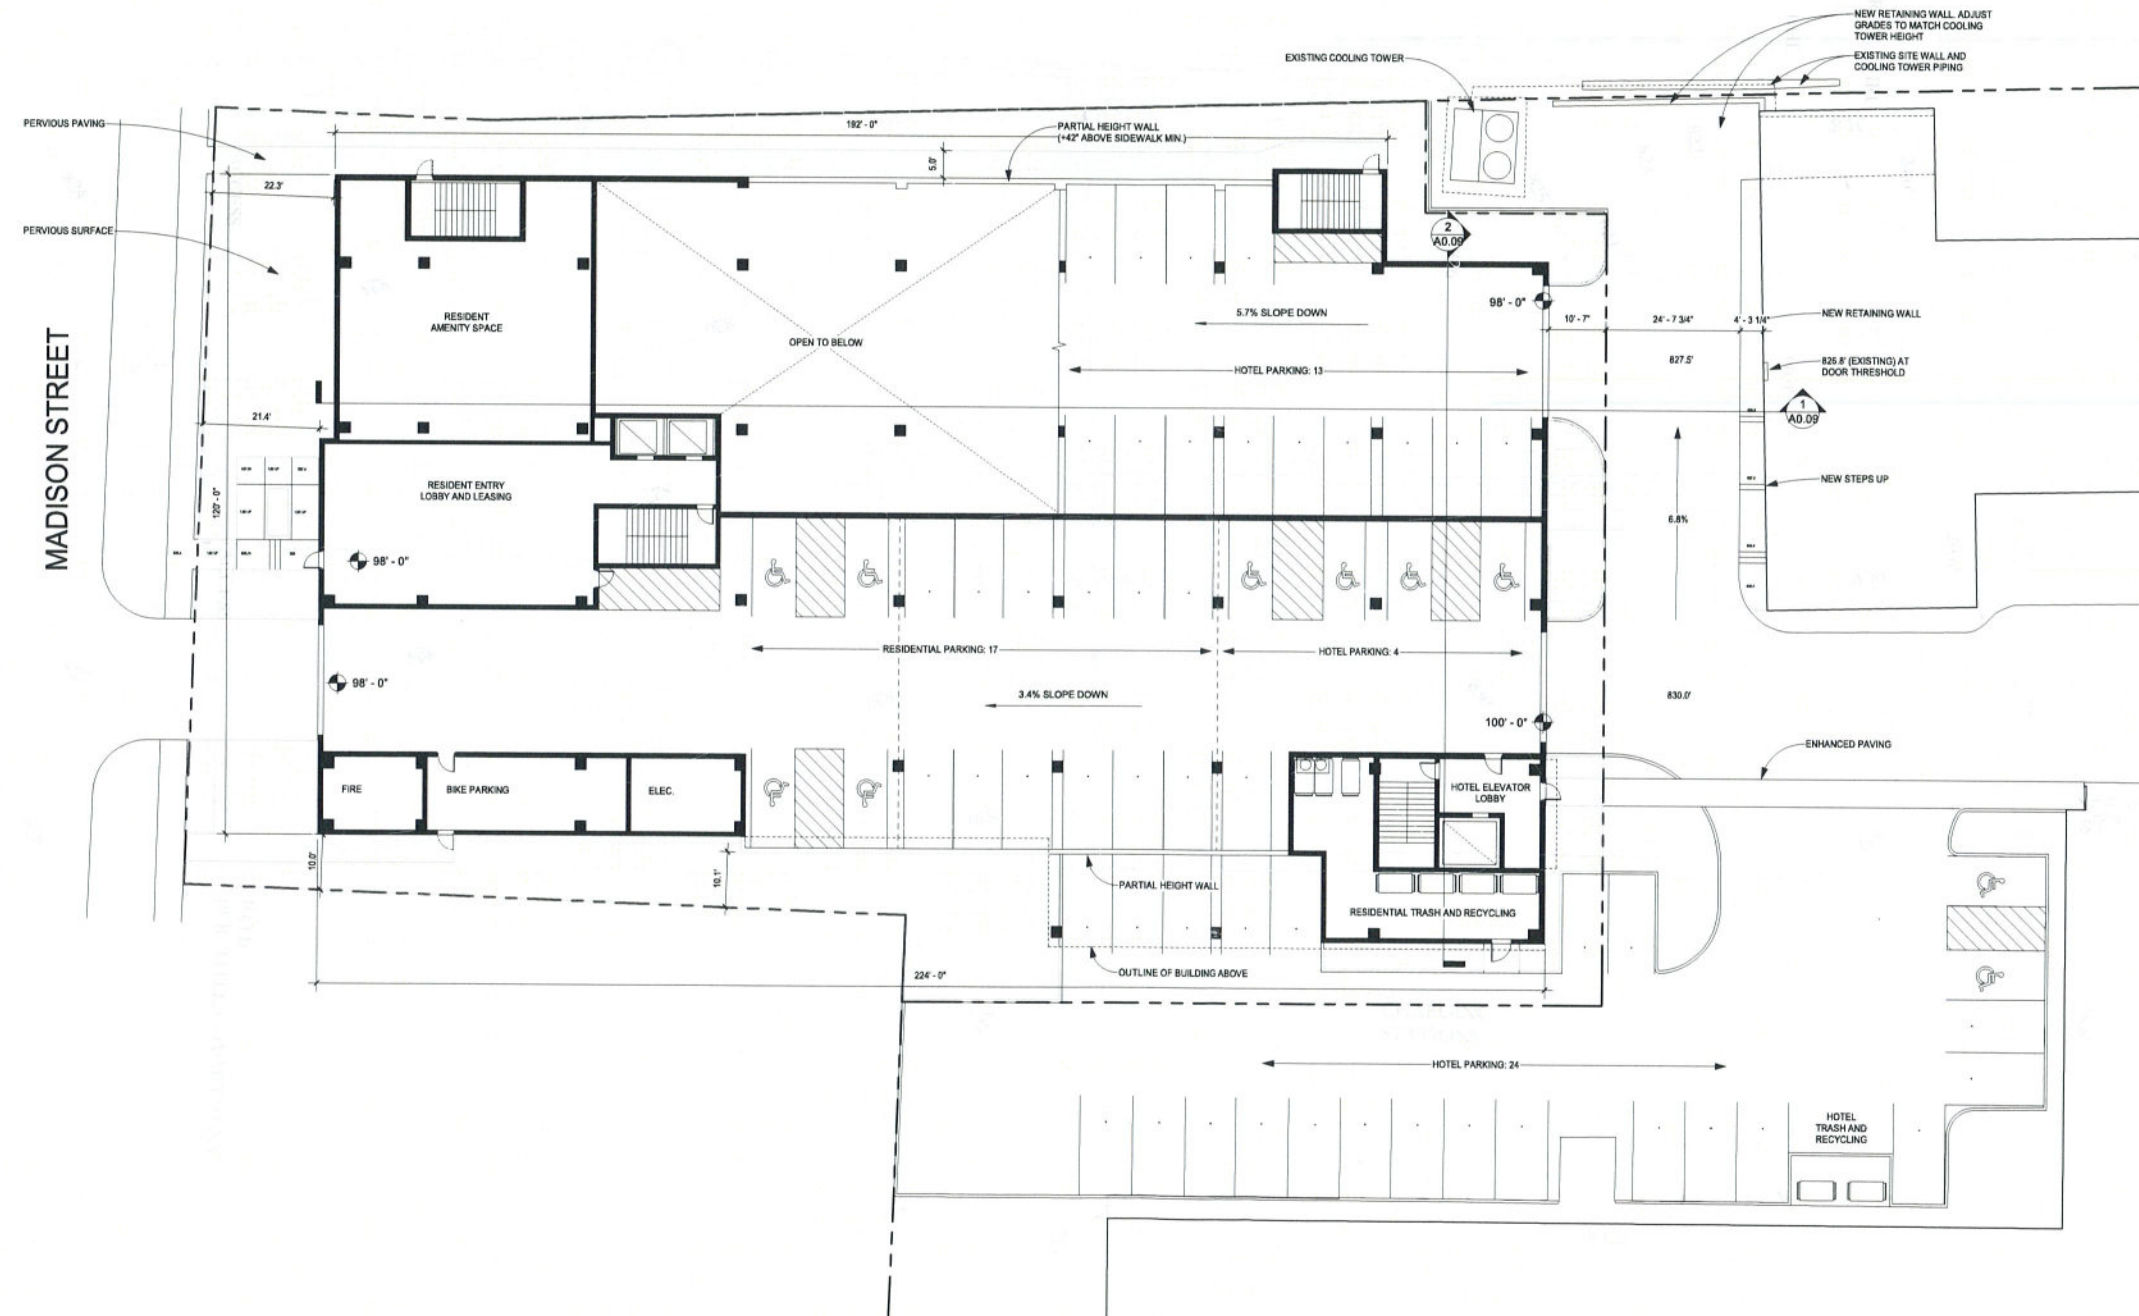 NEW RETAINING WALL. ADJUST
GRADES TO MATCH COOLING
TOWER HEIGHT
EXISTING COOLING TOWER
EXISTING SITE WALL AND
COOLING TOWER PIPING
PERVIOUS PAVING
192' - 0"
PARTIAL HEIGHT WALL
(+42" ABOVE SIDEWALK MIN.)
5.0'
22.3'
PERVIOUS SURFACE
2
A0.09
RESIDENT
AMENITY SPACE
OPEN TO BELOW
5.7% SLOPE DOWN
98' - 0"
10' - 7"
24' - 7 3/4"
4' - 3 1/4"
NEW RETAINING WALL
HOTEL PARKING: 13
827.5'
826.8' (EXISTING) AT
DOOR THRESHOLD
MADISON STREET
21.4'
1
A0.09
120' - 0"
RESIDENT ENTRY
LOBBY AND LEASING
NEW STEPS UP
6.8%
98' - 0"
RESIDENTIAL PARKING: 17
HOTEL PARKING: 4
98' - 0"
3.4% SLOPE DOWN
830.0'
100' - 0"
ENHANCED PAVING
FIRE
BIKE PARKING
ELEC.
HOTEL ELEVATOR
LOBBY
10.0'
10.1'
PARTIAL HEIGHT WALL
RESIDENTIAL TRASH AND RECYCLING
OUTLINE OF BUILDING ABOVE
224' - 0"
HOTEL PARKING: 24
HOTEL
TRASH AND
RECYCLING